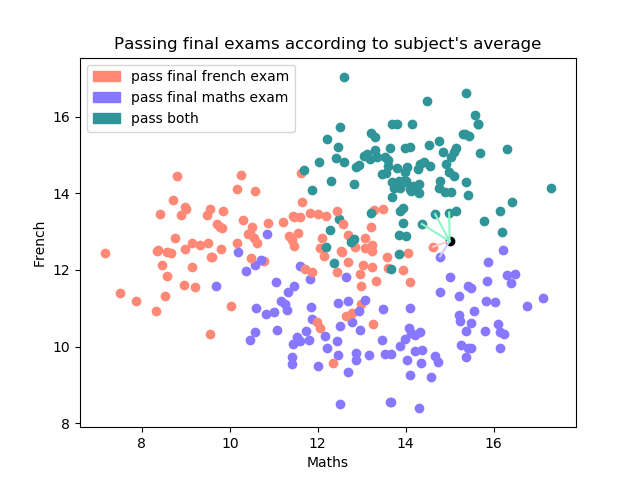 Passing final exams according to subject's average
pass final french exam
pass final maths exam
pass both
French
16
14
12
10
8
8 10 12 14 16
Maths